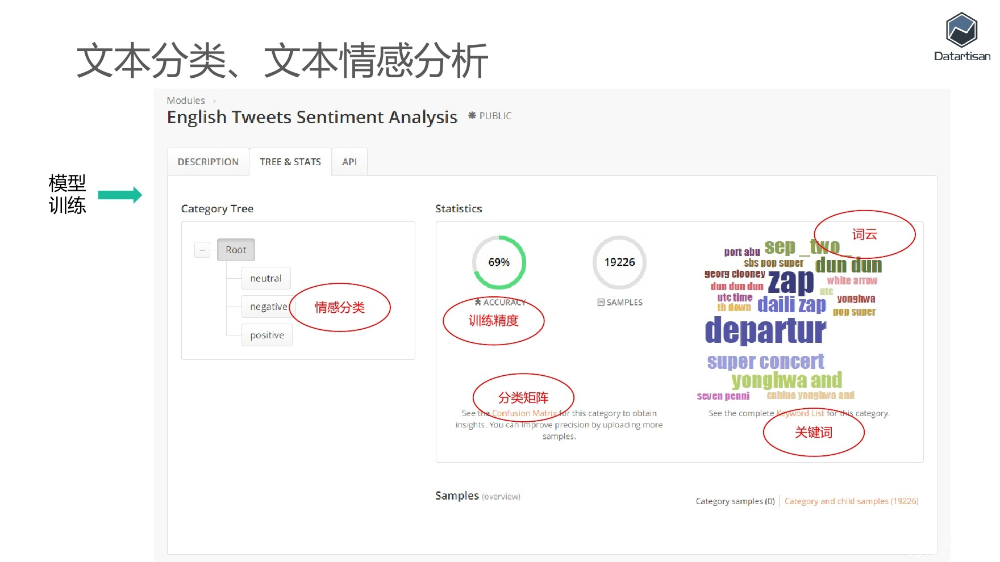 Datartisan
文本分类、文本情感分析
Modules ›
English Tweets Sentiment Analysis
PUBLIC
DESCRIPTION
TREE & STATS
API
模型
训练
Category Tree
Root
neutral
negative
positive
情感分类
Statistics
69%
ACCURACY
训练精度
19226
SAMPLES
分类矩阵
See the Confusion Matrix for this category to obtain
insights. You can improve precision by uploading more
samples.
词云
port abu
sep _two_
sbs pop super
dun dun
georg clooney
zap
white arrow
dun dun dun
utc
utc time
daili zap
yonghwa
th down
pop super
departur
super concert
yonghwa and
seven penni
cnblue yonghwa and
See the complete Keyword List for this category.
关键词
Samples (overview)
Category samples (0)
Category and child samples (19226)